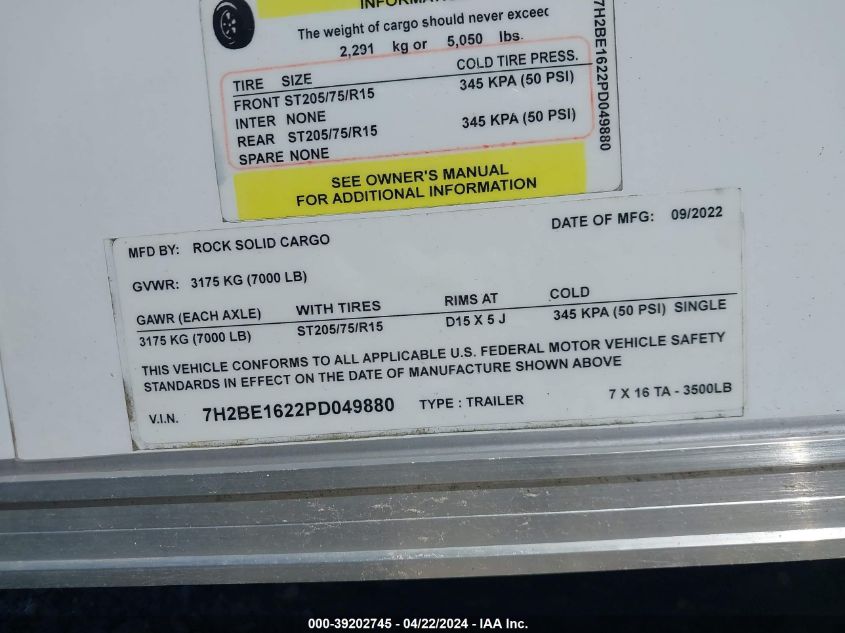 INFORMATION
The weight of cargo should never exceed
2,291 kg or 5,050 lbs.
TIRE SIZE COLD TIRE PRESS.
FRONT ST205/75/R15 345 KPA (50 PSI)
INTER NONE
REAR ST205/75/R15 345 KPA (50 PSI)
SPARE NONE
SEE OWNER'S MANUAL
FOR ADDITIONAL INFORMATION
7H2BE1622PD049880
MFD BY: ROCK SOLID CARGO DATE OF MFG: 09/2022
GVWR: 3175 KG (7000 LB)
GAWR (EACH AXLE) WITH TIRES RIMS AT COLD
3175 KG (7000 LB) ST205/75/R15 D15 X 5 J 345 KPA (50 PSI) SINGLE
THIS VEHICLE CONFORMS TO ALL APPLICABLE U.S. FEDERAL MOTOR VEHICLE SAFETY
STANDARDS IN EFFECT ON THE DATE OF MANUFACTURE SHOWN ABOVE
V.I.N. 7H2BE1622PD049880 TYPE : TRAILER 7 X 16 TA - 3500LB
000-39202745 - 04/22/2024 - IAA Inc.